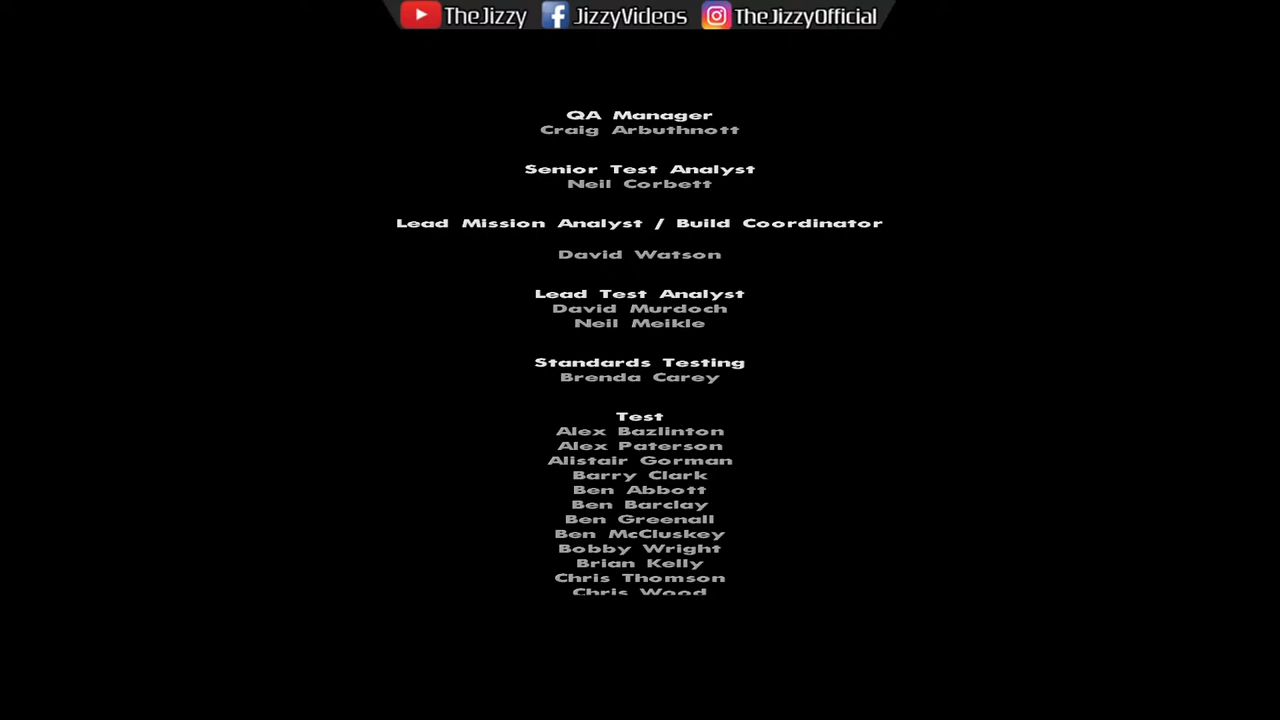 TheJizzy JizzyVideos TheJizzyOfficial
QA Manager
Craig Arbuthnott
Senior Test Analyst
Neil Corbett
Lead Mission Analyst / Build Coordinator
David Watson
Lead Test Analyst
David Murdoch
Neil Meikle
Standards Testing
Brenda Carey
Test
Alex Bazlinton
Alex Paterson
Alistair Gorman
Barry Clark
Ben Abbott
Ben Barclay
Ben Greenall
Ben McCluskey
Bobby Wright
Brian Kelly
Chris Thomson
Chris Wood